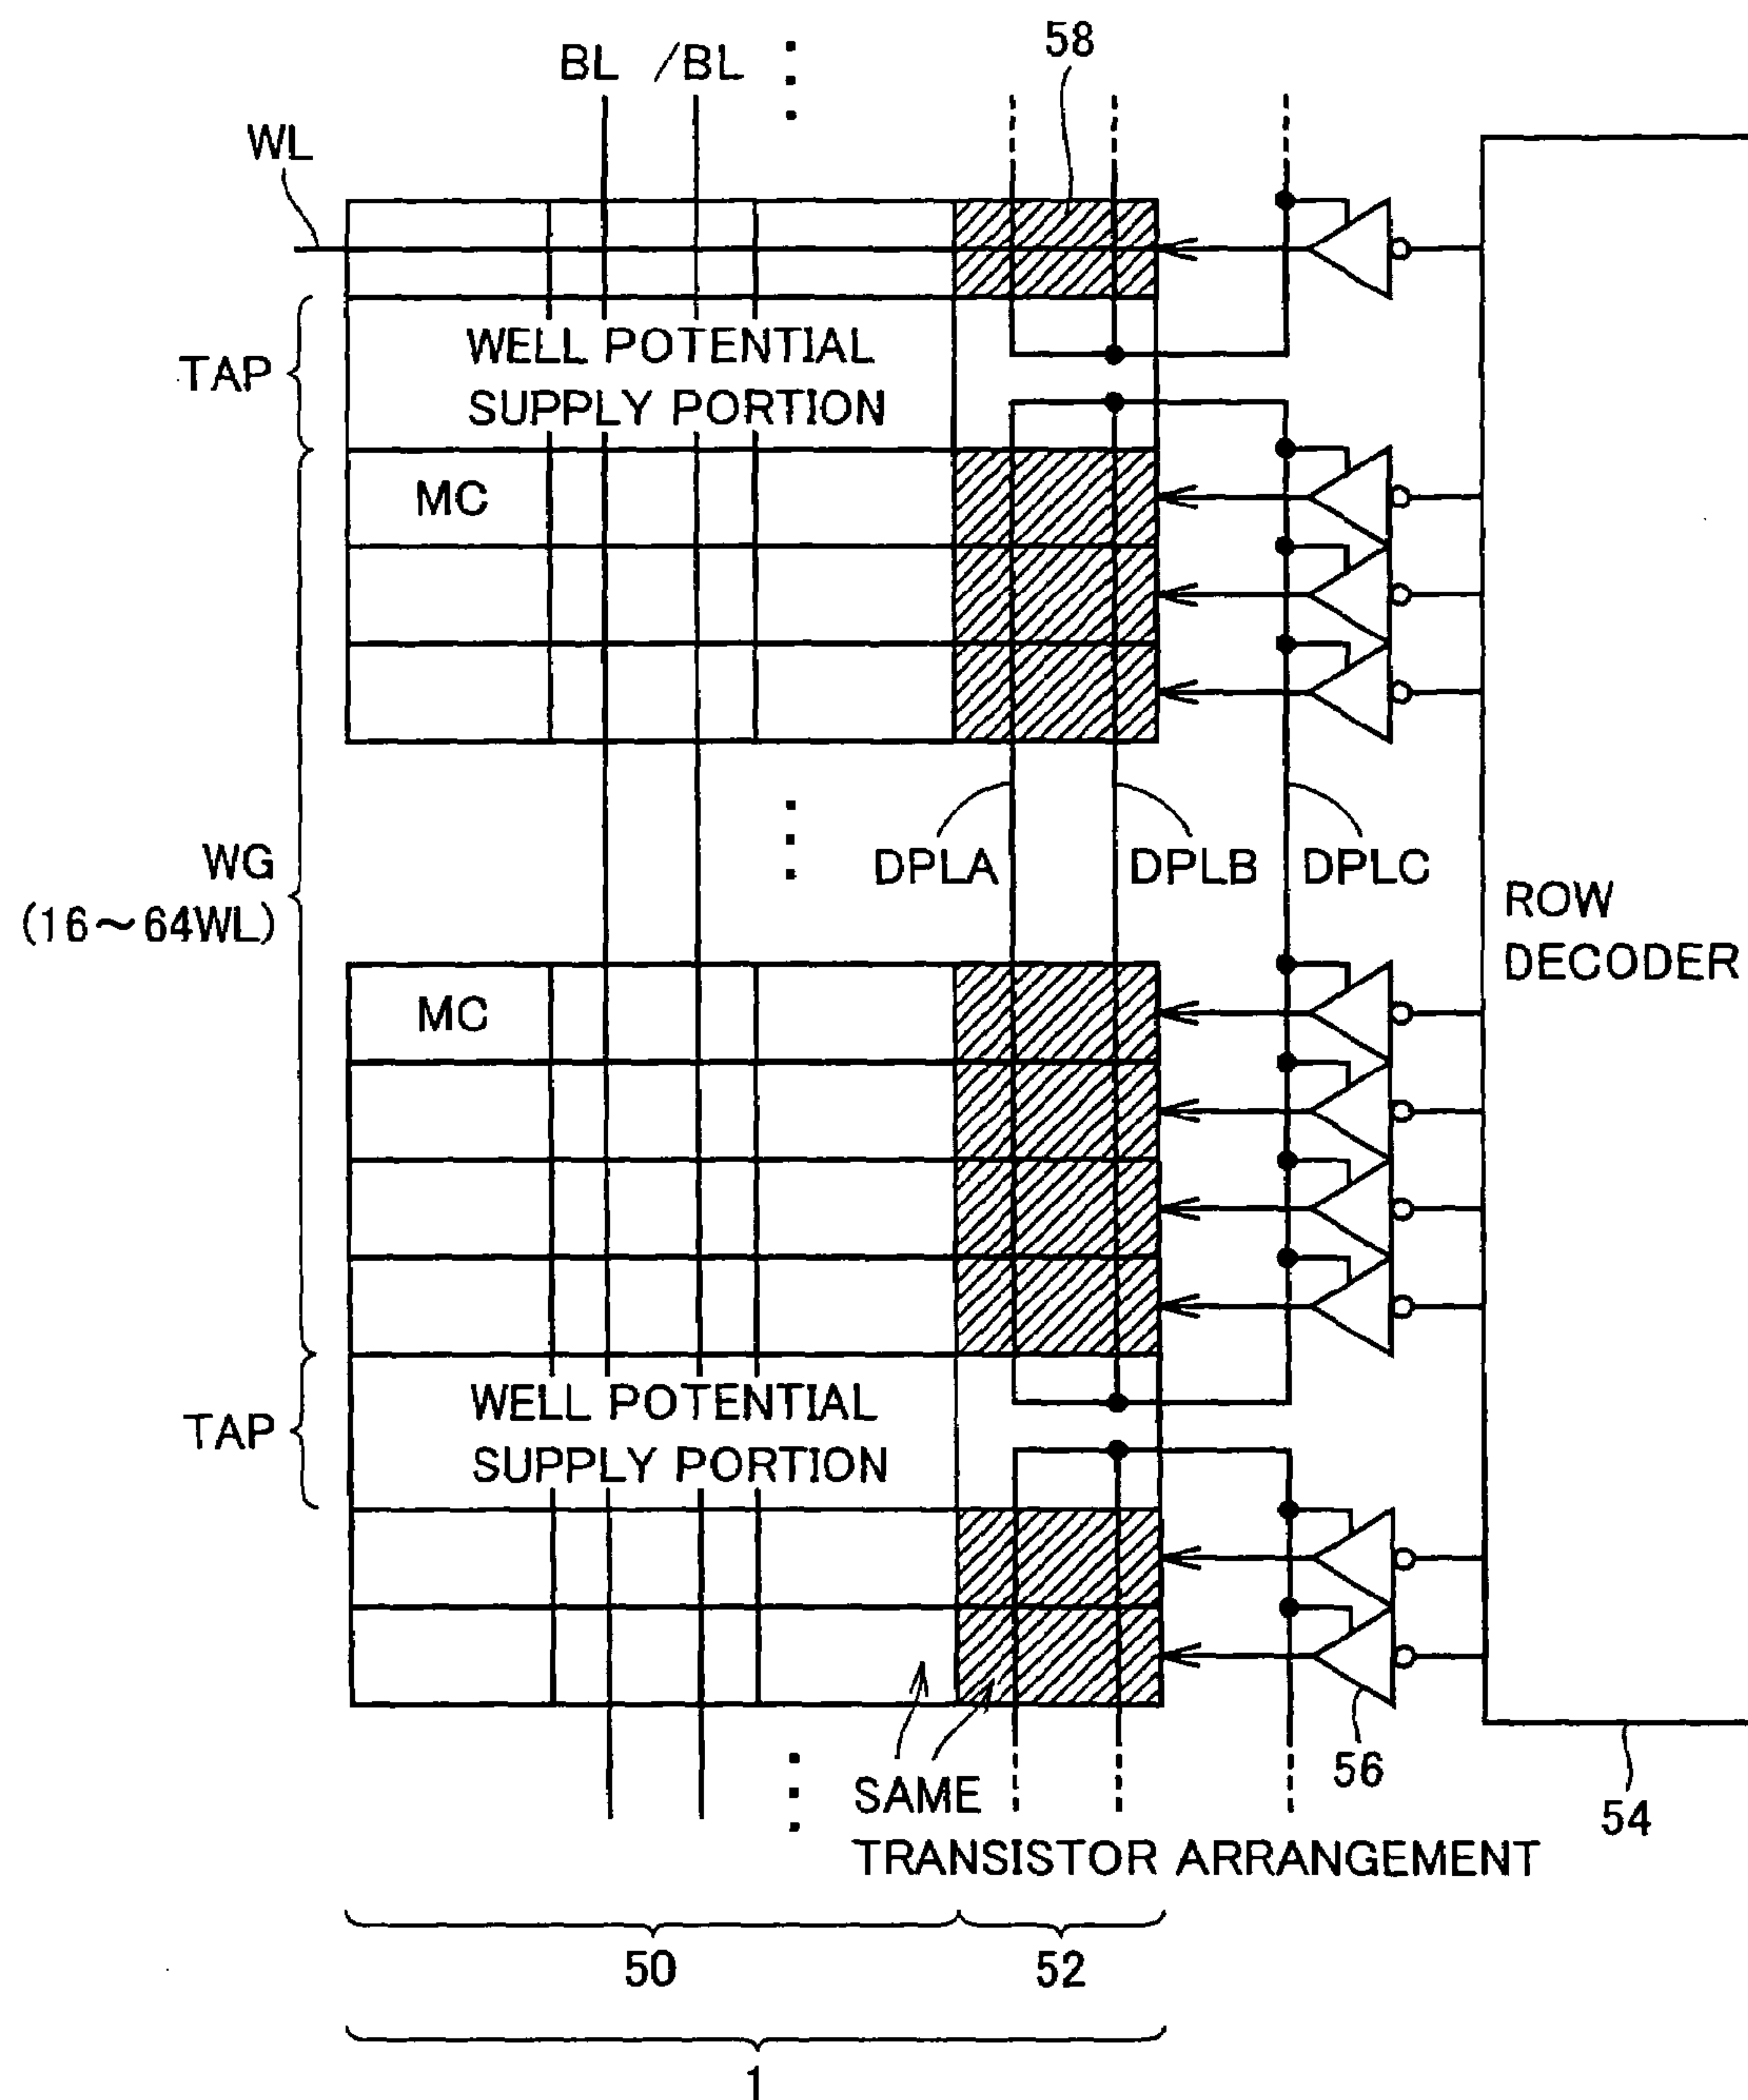 58
BL /BL
WL
WELL POTENTIAL
SUPPLY PORTION
TAP
MC
DPLA DPLB DPLC
WG
(16~64WL)
ROW
DECODER
MC
WELL POTENTIAL
SUPPLY PORTION
TAP
56
54
SAME
TRANSISTOR ARRANGEMENT
50 52
1